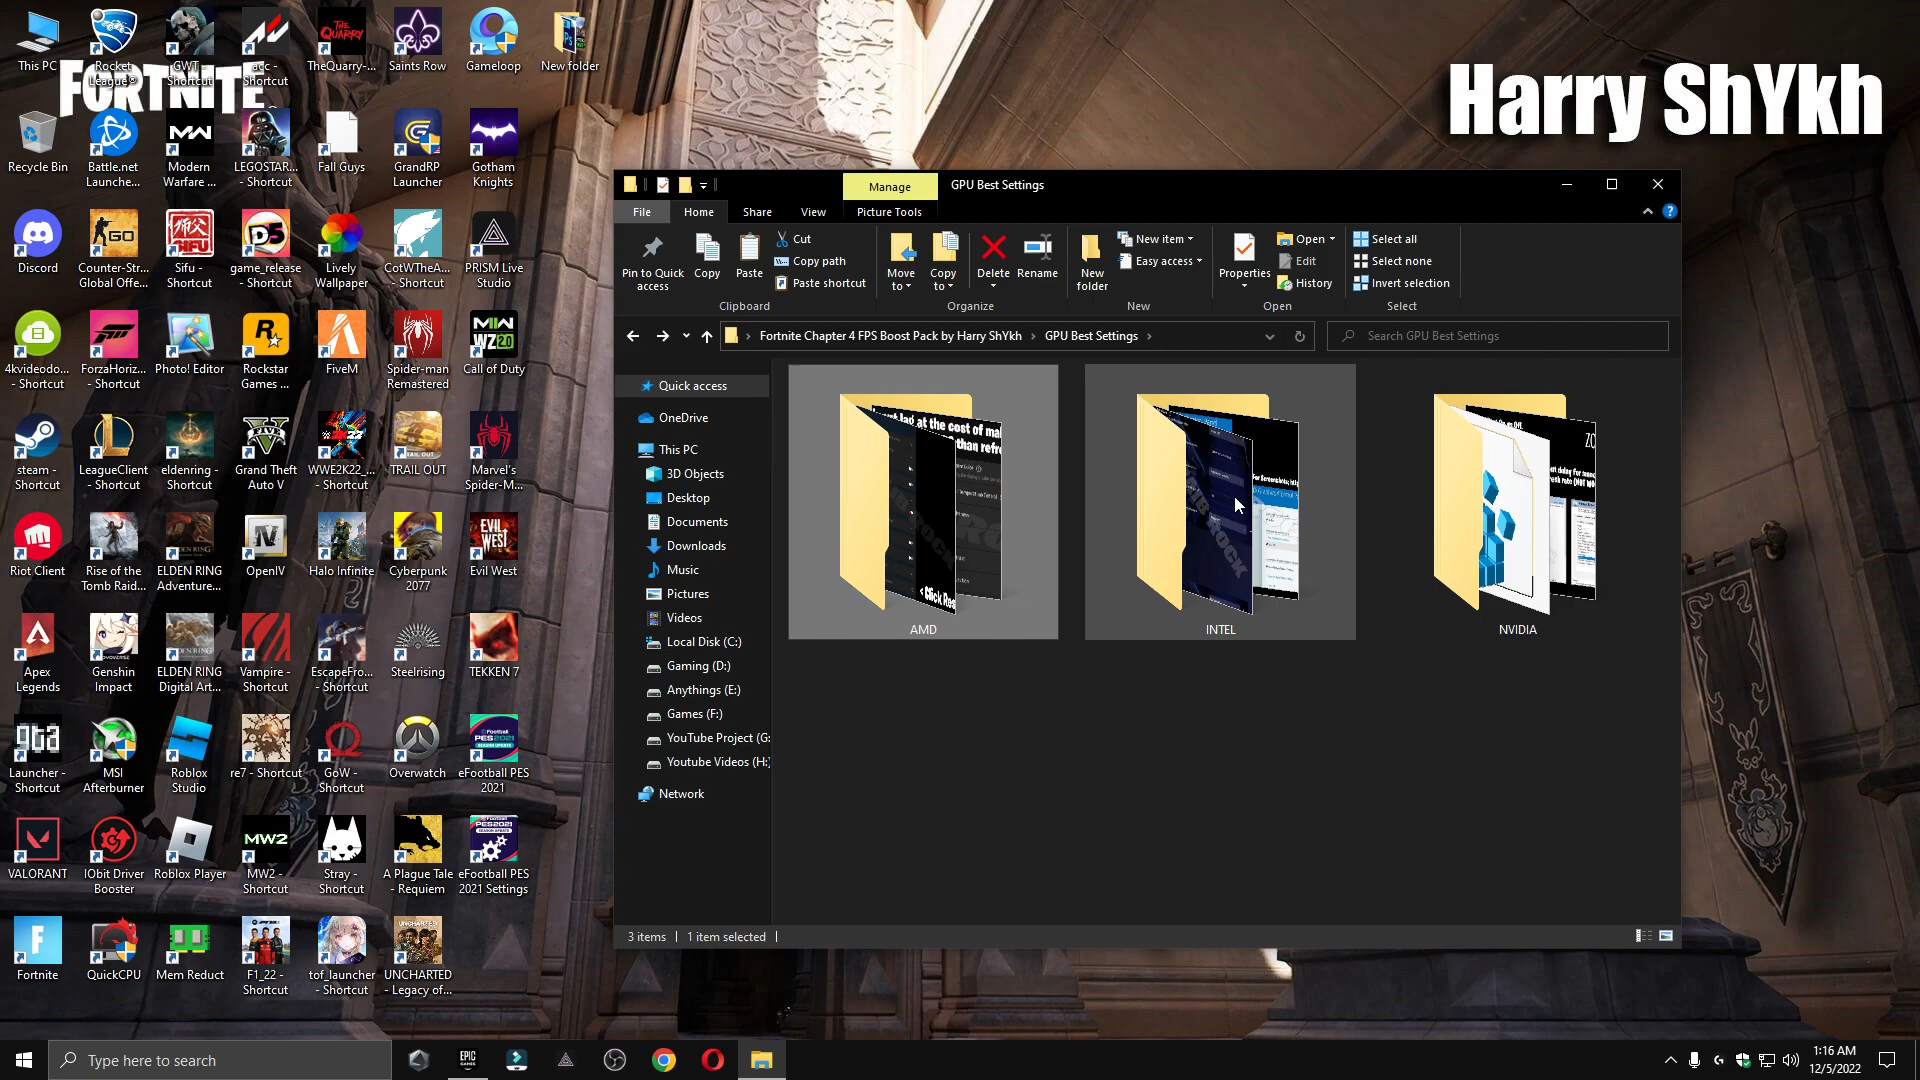 This PC
Rocket
League®
GWT -
Shortcut
acc -
Shortcut
TheQuarry-...
Saints Row
Gameloop
New folder
FORTNITE
Harry ShYkh
Recycle Bin
Battle.net
Launche...
Modern
Warfare ...
LEGOSTAR...
- Shortcut
Fall Guys
GrandRP
Launcher
Gotham
Knights
Discord
Counter-Str...
Global Offe...
Sifu -
Shortcut
game_release
- Shortcut
Lively
Wallpaper
CotWTheA...
- Shortcut
PRISM Live
Studio
4kvideodo...
- Shortcut
ForzaHoriz...
- Shortcut
Photo! Editor
Rockstar
Games ...
FiveM
Spider-man
Remastered
Call of Duty
steam -
Shortcut
LeagueClient
- Shortcut
eldenring -
Shortcut
Grand Theft
Auto V
WWE2K22_...
- Shortcut
TRAIL OUT
Marvel's
Spider-M...
Riot Client
Rise of the
Tomb Raid...
ELDEN RING
Adventure...
OpenIV
Halo Infinite
Cyberpunk
2077
Evil West
Apex
Legends
Genshin
Impact
ELDEN RING
Digital Art...
Vampire -
Shortcut
EscapeFro...
- Shortcut
Steelrising
TEKKEN 7
Launcher -
Shortcut
MSI
Afterburner
Roblox
Studio
re7 - Shortcut
GoW -
Shortcut
Overwatch
eFootball PES
2021
VALORANT
IObit Driver
Booster
Roblox Player
MW2 -
Shortcut
Stray -
Shortcut
A Plague Tale
- Requiem
eFootball PES
2021 Settings
Fortnite
QuickCPU
Mem Reduct
F1_22 -
Shortcut
tof_launcher
- Shortcut
UNCHARTED
- Legacy of...
Manage
GPU Best Settings
File
Home
Share
View
Picture Tools
Pin to Quick
access
Copy
Paste
Cut
Copy path
Paste shortcut
Clipboard
Move
to
Copy
to
Delete
Rename
Organize
New
folder
New item
Easy access
New
Properties
Open
Edit
History
Open
Select all
Select none
Invert selection
Select
Fortnite Chapter 4 FPS Boost Pack by Harry ShYkh
GPU Best Settings
Search GPU Best Settings
Quick access
OneDrive
This PC
3D Objects
Desktop
Documents
Downloads
Music
Pictures
Videos
Local Disk (C:)
Gaming (D:)
Anythings (E:)
Games (F:)
YouTube Project (G:
Youtube Videos (H:)
Network
AMD
INTEL
NVIDIA
3 items
1 item selected
Type here to search
1:16 AM
12/5/2022